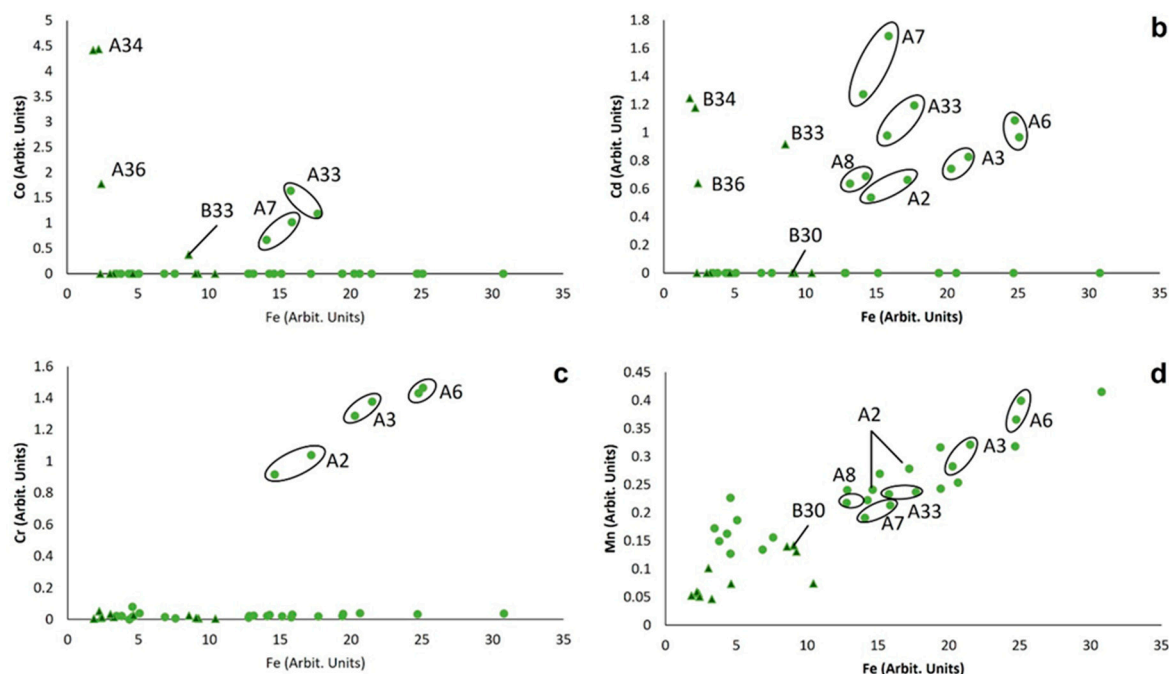 5
4.5
4
3.5
3
2.5
2
1.5
1
0.5
0
Co (Arbit. Units)
A34
A36
B33
A7
A33
0 5 10 15 20 25 30 35
Fe (Arbit. Units)
b
1.8
1.6
1.4
1.2
1
0.8
0.6
0.4
0.2
0
Cd (Arbit. Units)
A7
B34
A33
B33
A6
A3
A8
B36
A2
B30
0 5 10 15 20 25 30 35
Fe (Arbit. Units)
c
1.6
1.4
1.2
1
0.8
0.6
0.4
0.2
0
Cr (Arbit. Units)
A6
A3
A2
0 5 10 15 20 25 30 35
Fe (Arbit. Units)
d
0.45
0.4
0.35
0.3
0.25
0.2
0.15
0.1
0.05
0
Mn (Arbit. Units)
A2
A6
A3
A8
A33
A7
B30
0 5 10 15 20 25 30 35
Fe (Arbit. Units)